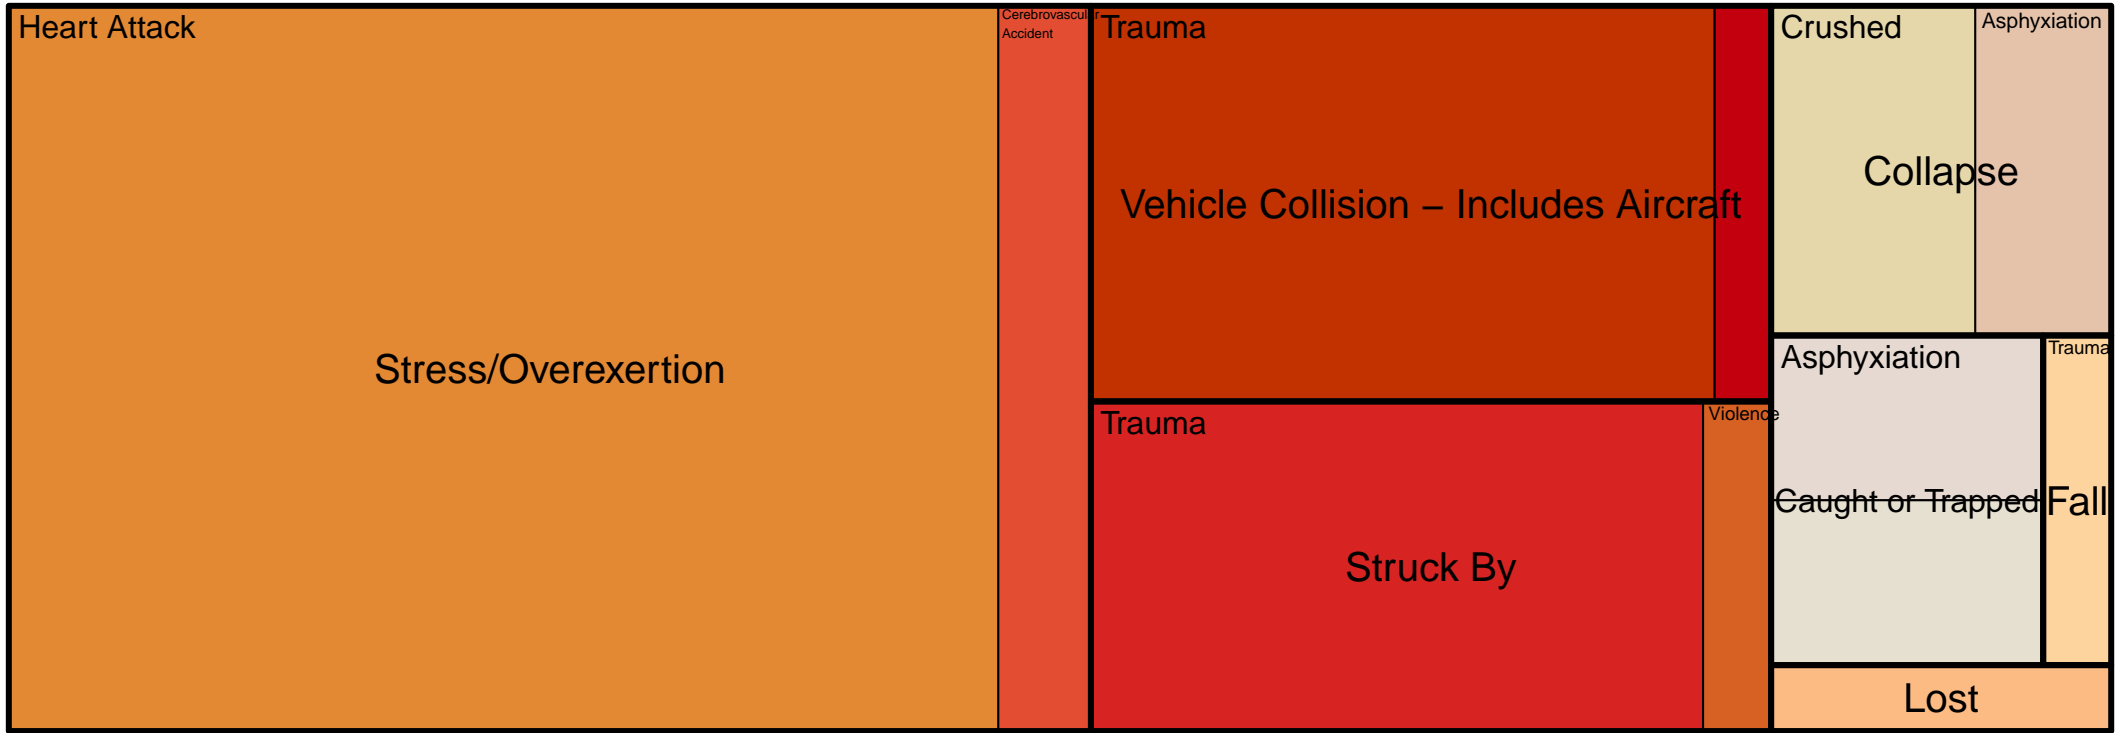 Heart Attack
Cerebrovascular
Accident
Stress/Overexertion
Trauma
Vehicle Collision – Includes Aircraft
Trauma
Violence
Struck By
Crushed
Asphyxiation
Collapse
Asphyxiation
Caught or Trapped
Trauma
Fall
Lost